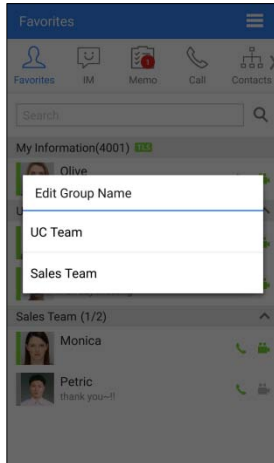 Favorites
Favorites IM Memo Call Contacts
Search
My Information(4001) TLS
Olive
Edit Group Name
U
UC Team
Sales Team
Sales Team (1/2)
Monica
Petric
thank you~!!